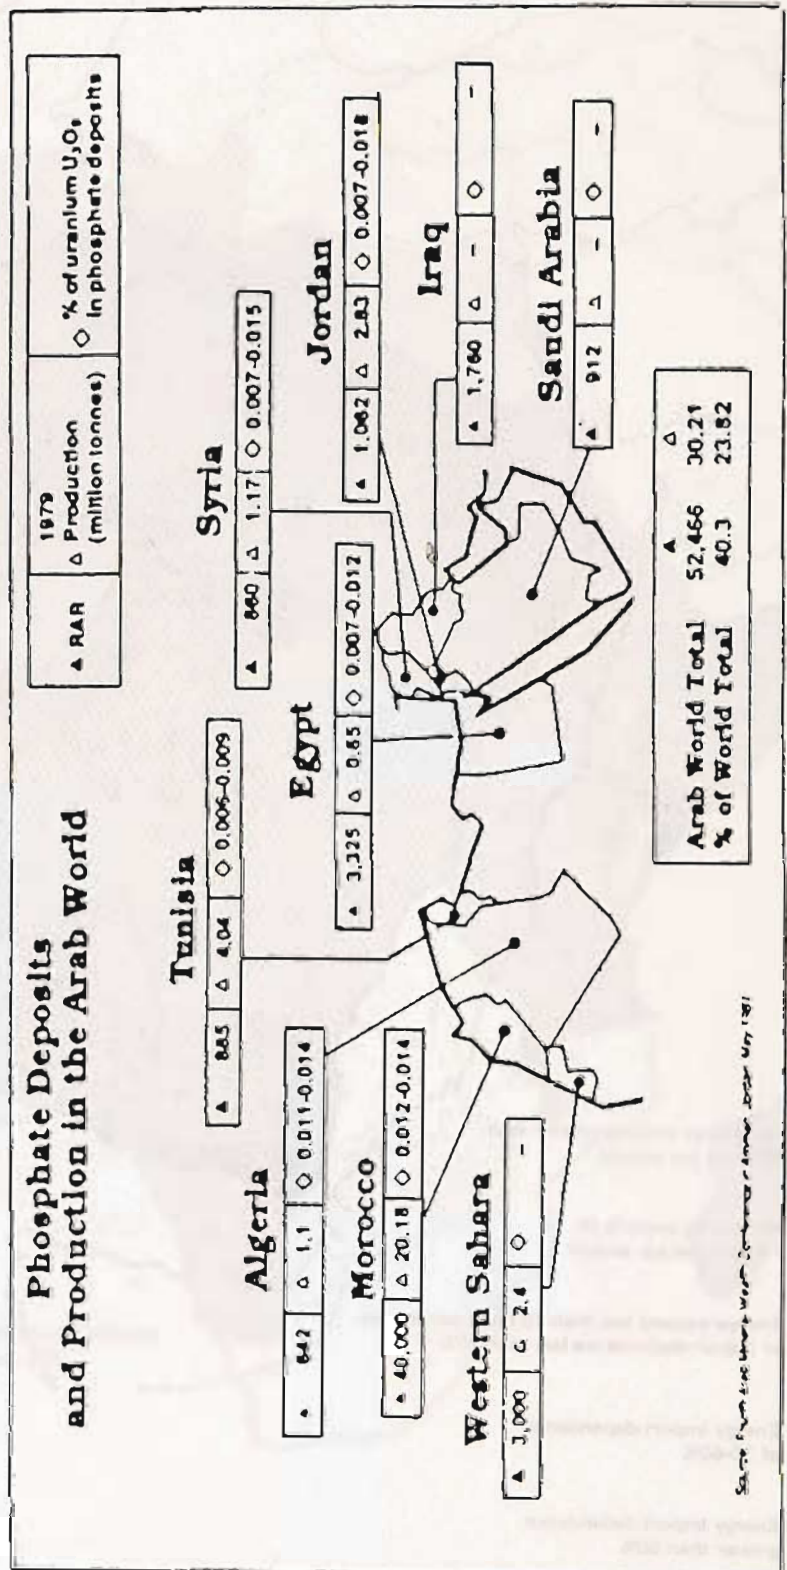 Phosphate Deposits
and Production in the Arab World
▲ RAR
1979
△ Production
(million tonnes)
◇ % of uranium U₃O₈
in phosphate deposits
Syria
▲ 860 △ 1.17 ◇ 0.007-0.015
Jordan
▲ 1.062 △ 2.83 ◇ 0.007-0.018
Iraq
▲ 1,760 △ – ◇ –
Saudi Arabia
▲ 912 △ – ◇ –
Egypt
▲ 3,325 △ 0.65 ◇ 0.007-0.012
Tunisia
▲ 885 △ 4.04 ◇ 0.006-0.009
Algeria
▲ 642 △ 1.1 ◇ 0.011-0.014
Morocco
▲ 40,000 △ 20.18 ◇ 0.012-0.014
Western Sahara
▲ 3,000 G 2.4 ◇ –
▲ △
Arab World Total 52,466 30.21
% of World Total 40.3 23.82